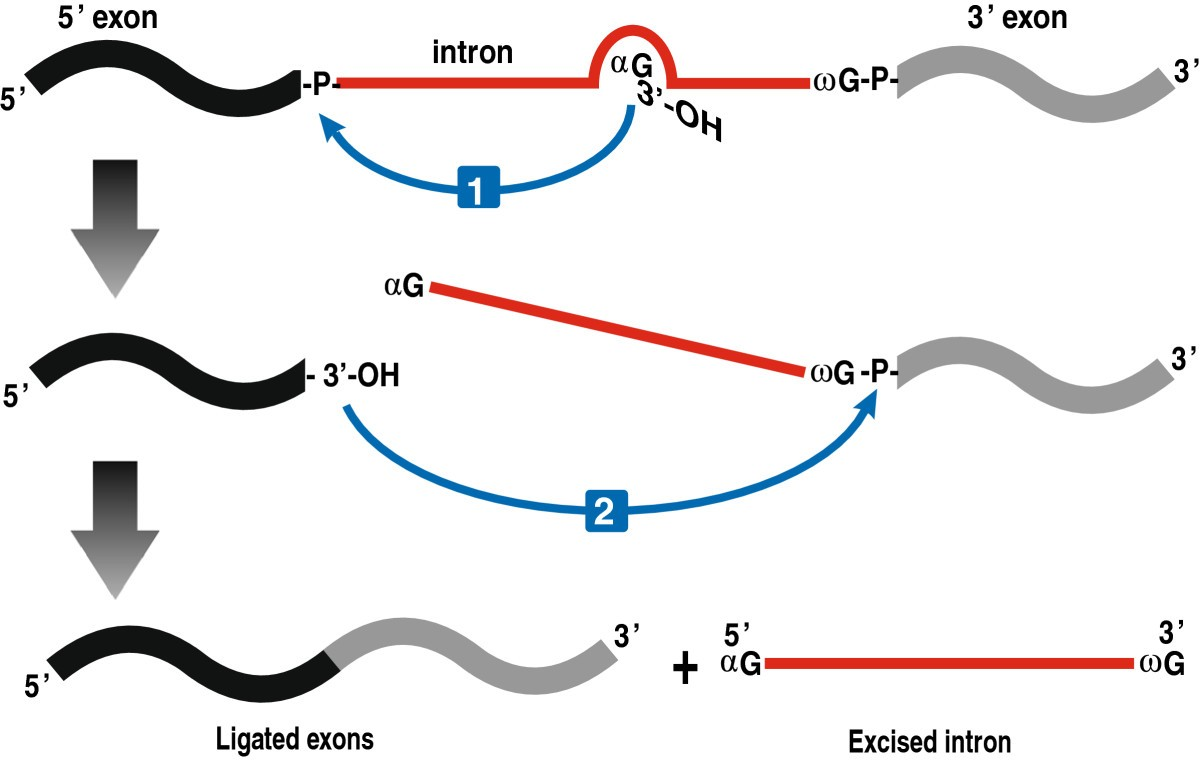 5’ exon
3’ exon
intron
αG
3’
5’
-P-
ωG-P-
3’-OH
1
αG
3’
- 3’-OH
ωG -P-
5’
2
3’
5’
3’
5’
+
αG
ωG
Ligated exons
Excised intron